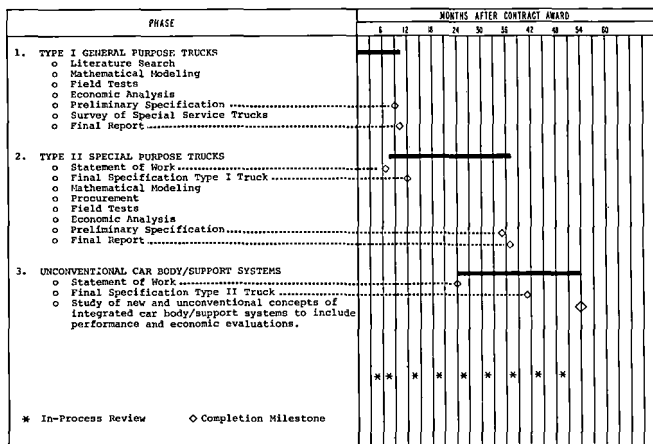 PHASE
MONTHS AFTER CONTRACT AWARD
6 12 18 24 30 36 42 48 54 60
1. TYPE I GENERAL PURPOSE TRUCKS
o Literature Search
o Mathematical Modeling
o Field Tests
o Economic Analysis
o Preliminary Specification
o Survey of Special Service Trucks
o Final Report
2. TYPE II SPECIAL PURPOSE TRUCKS
o Statement of Work
o Final Specification Type I Truck
o Mathematical Modeling
o Procurement
o Field Tests
o Economic Analysis
o Preliminary Specification
o Final Report
3. UNCONVENTIONAL CAR BODY/SUPPORT SYSTEMS
o Statement of Work
o Final Specification Type II Truck
o Study of new and unconventional concepts of
integrated car body/support systems to include
performance and economic evaluations.
* * * * * * * * *
* In-Process Review ◇ Completion Milestone